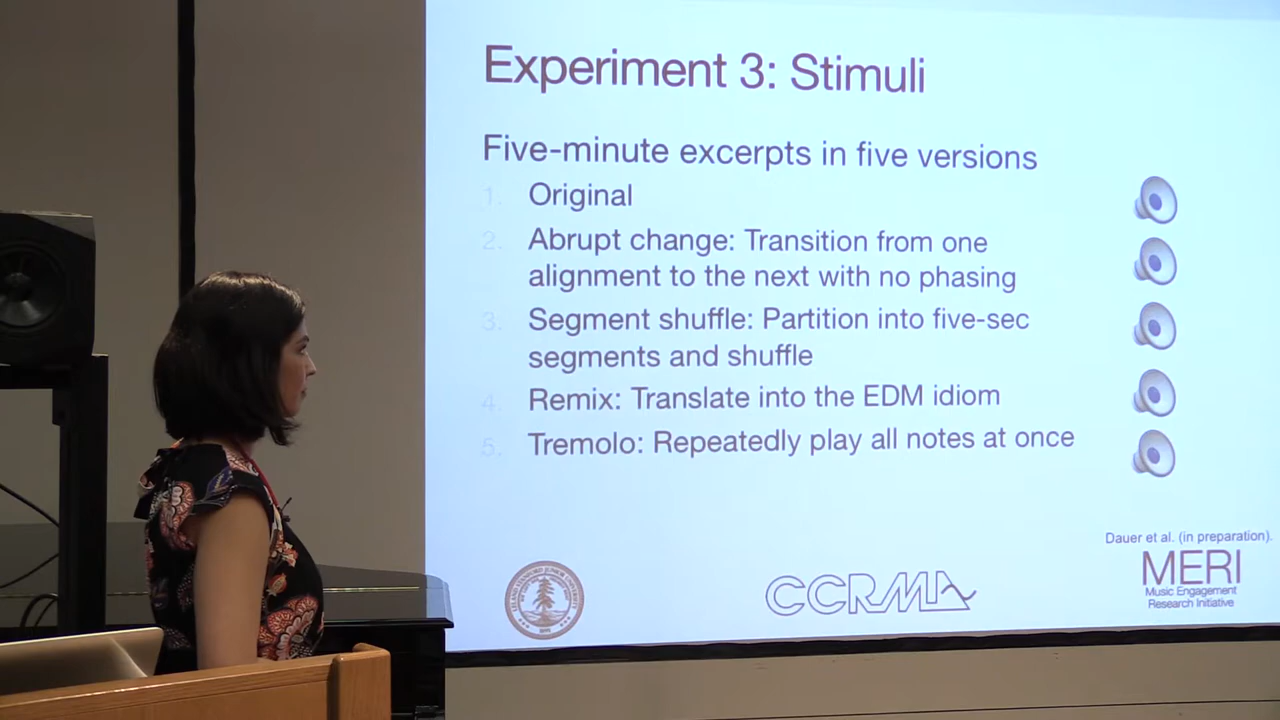 Experiment 3: Stimuli
Five-minute excerpts in five versions
1. Original
2. Abrupt change: Transition from one
alignment to the next with no phasing
3. Segment shuffle: Partition into five-sec
segments and shuffle
4. Remix: Translate into the EDM idiom
5. Tremolo: Repeatedly play all notes at once
Dauer et al. (in preparation).
CCRMA
MERI
Music Engagement
Research Initiative